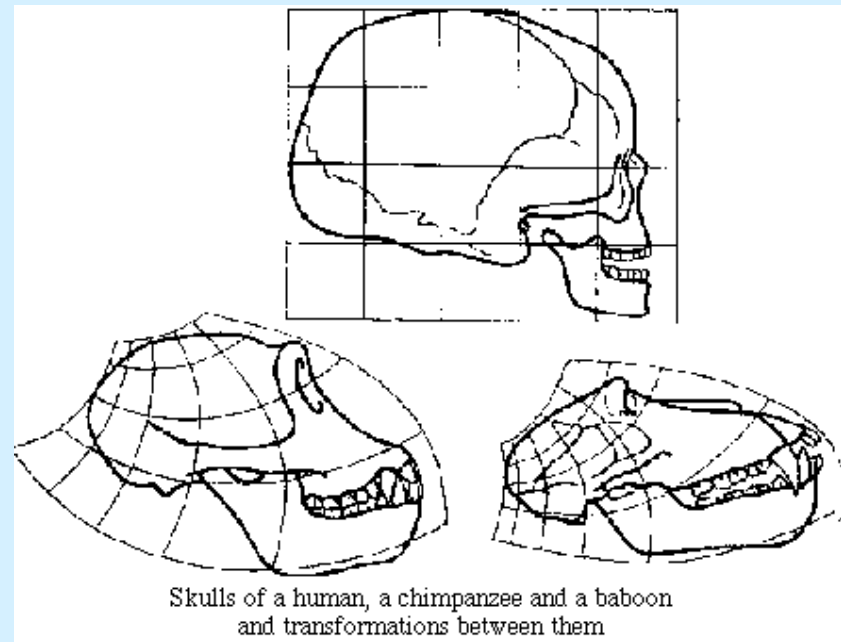 Skulls of a human, a chimpanzee and a baboon
and transformations between them